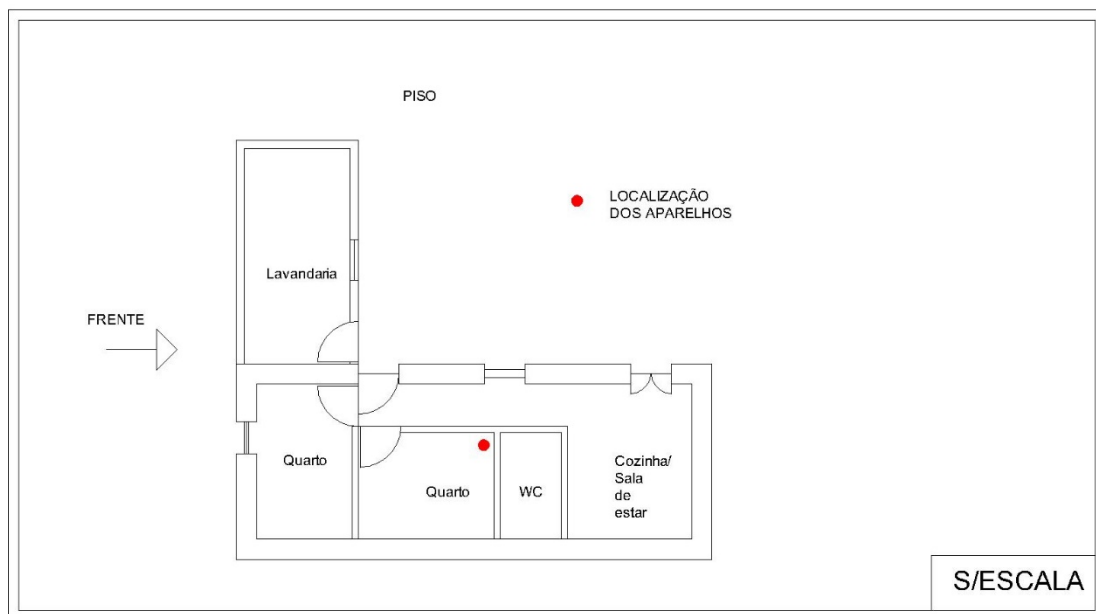 PISO
LOCALIZAÇÃO
DOS APARELHOS
Lavandaria
FRENTE
Quarto
Quarto
WC
Cozinha/
Sala
de
estar
S/ESCALA